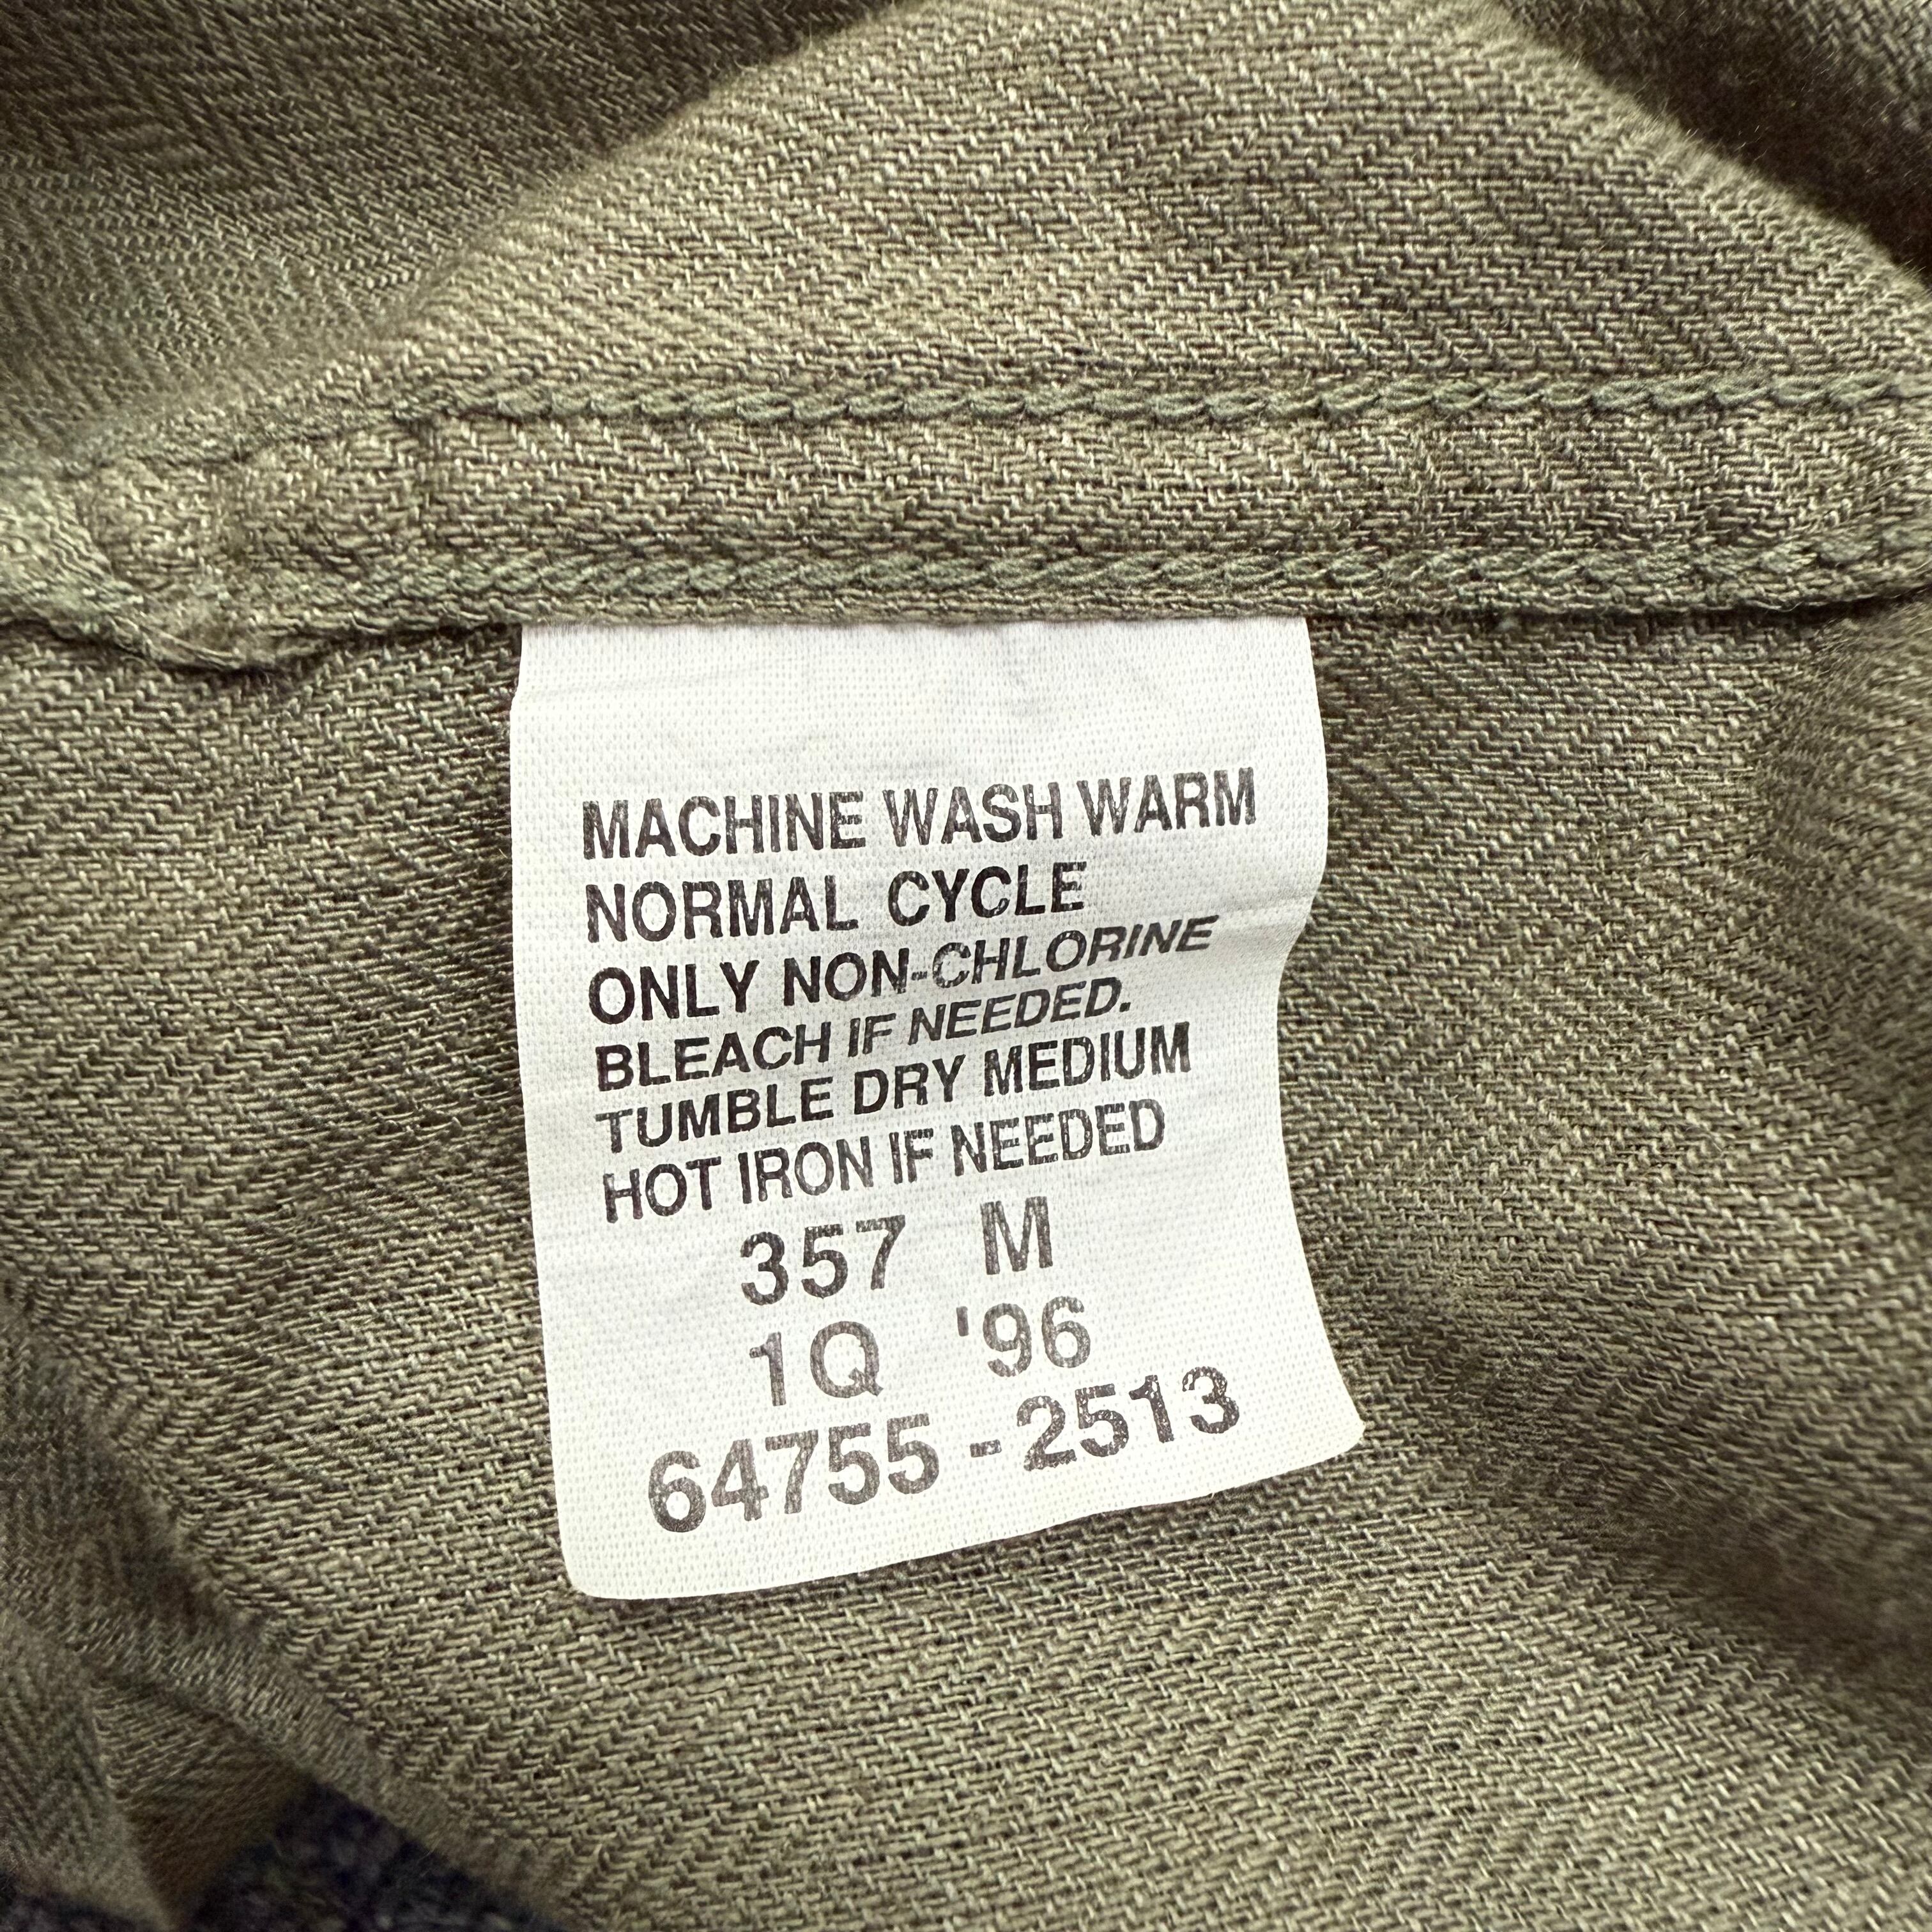 MACHINE WASH WARM
NORMAL CYCLE
ONLY NON-CHLORINE
BLEACH IF NEEDED.
TUMBLE DRY MEDIUM
HOT IRON IF NEEDED
357 M
1Q '96
64755-2513